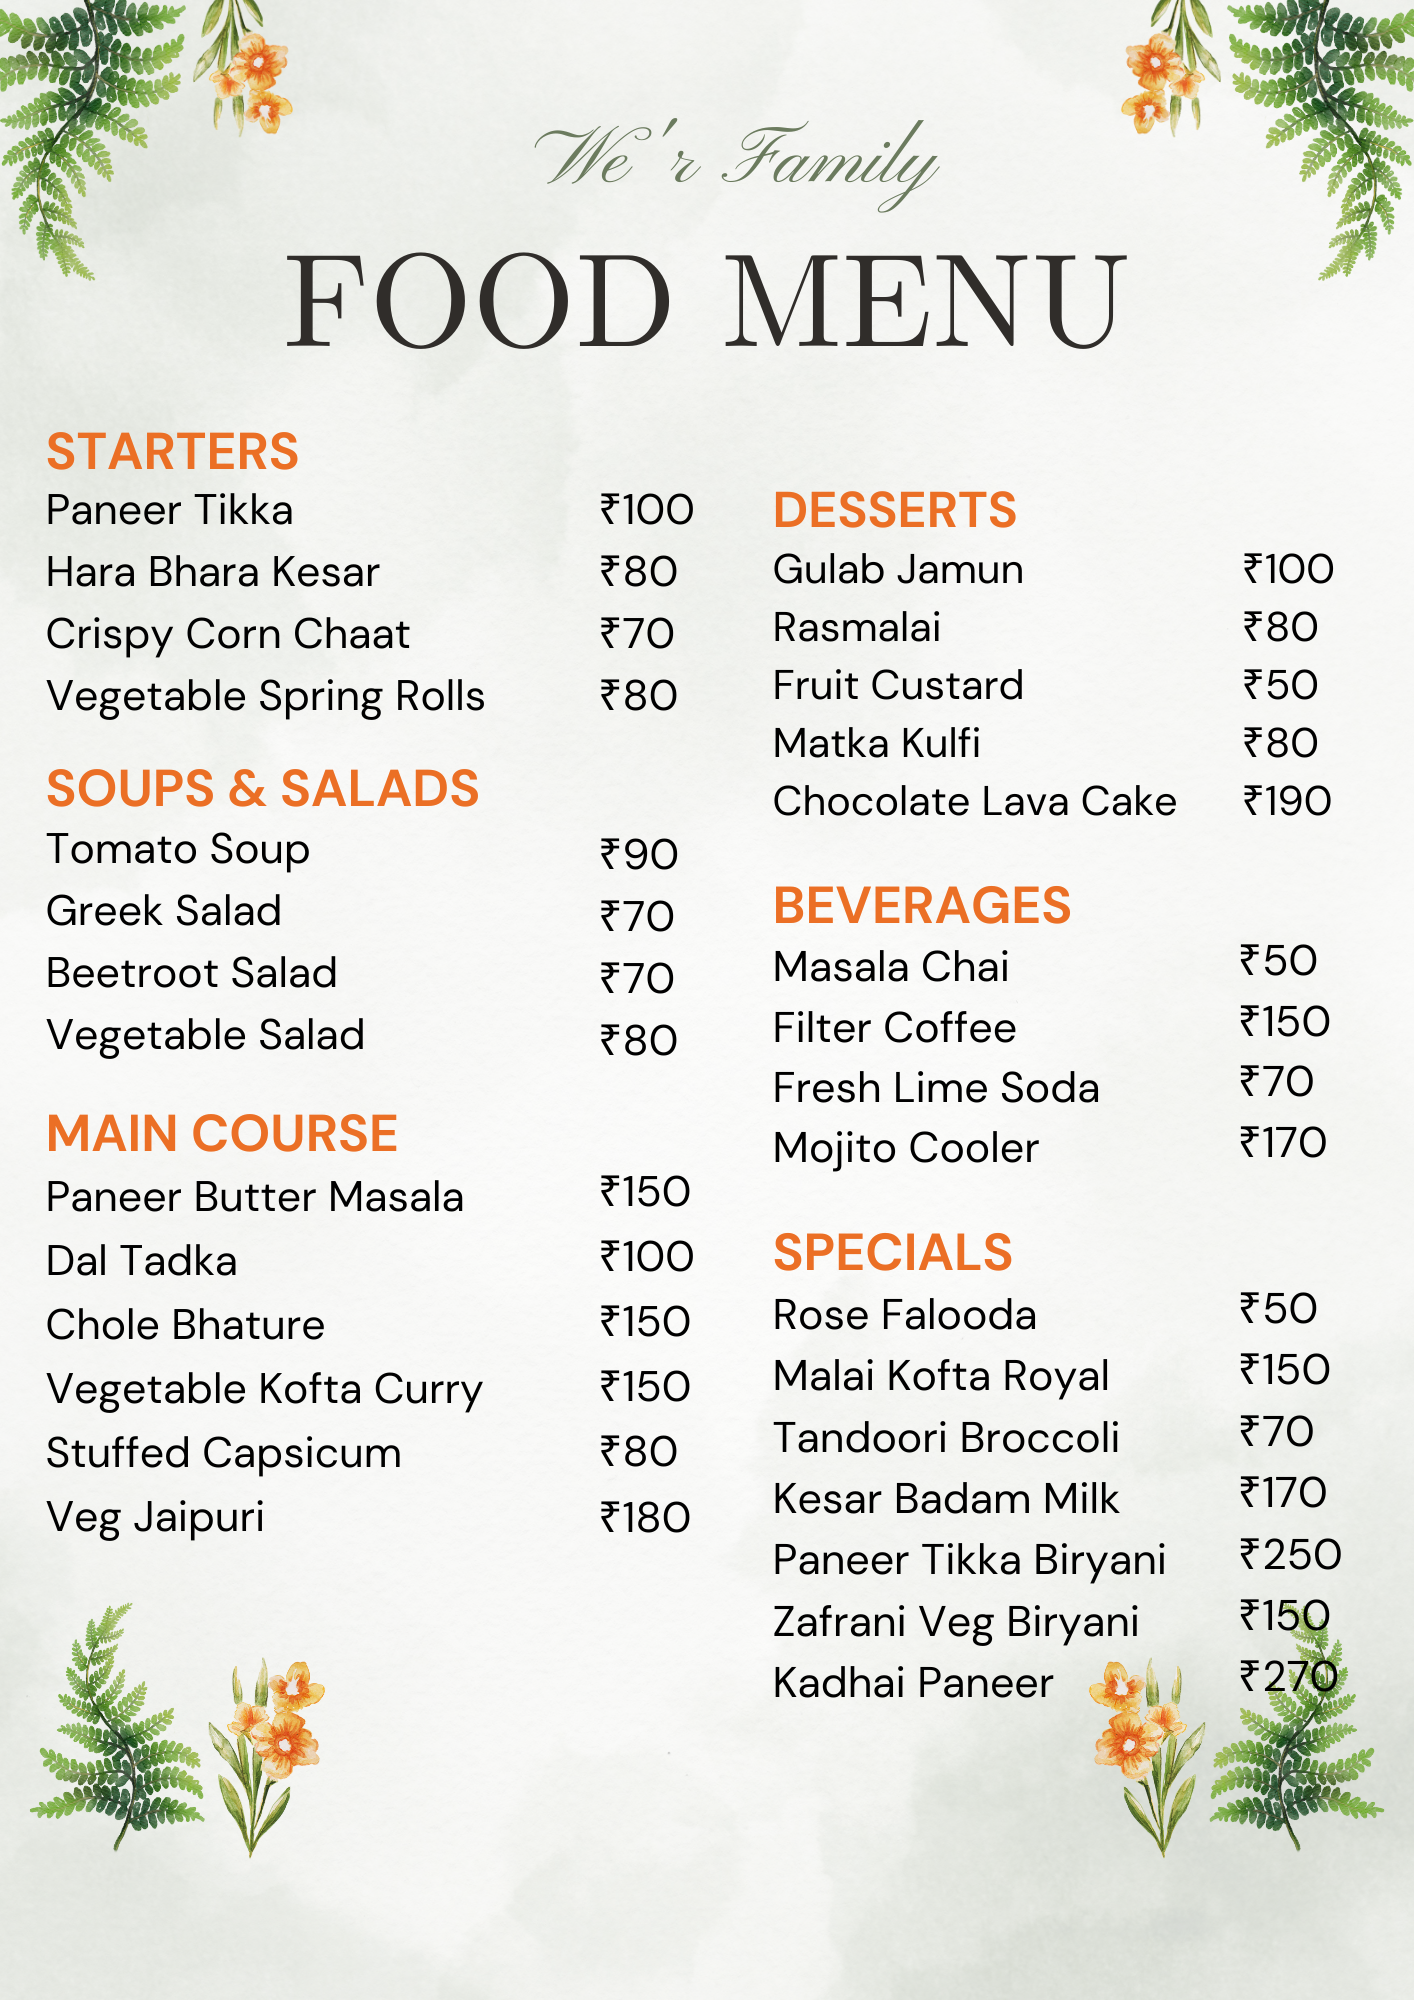 We'r Family
FOOD MENU
STARTERS
Paneer Tikka ₹100
Hara Bhara Kesar ₹80
Crispy Corn Chaat ₹70
Vegetable Spring Rolls ₹80
SOUPS & SALADS
Tomato Soup ₹90
Greek Salad ₹70
Beetroot Salad ₹70
Vegetable Salad ₹80
MAIN COURSE
Paneer Butter Masala ₹150
Dal Tadka ₹100
Chole Bhature ₹150
Vegetable Kofta Curry ₹150
Stuffed Capsicum ₹80
Veg Jaipuri ₹180
DESSERTS
Gulab Jamun ₹100
Rasmalai ₹80
Fruit Custard ₹50
Matka Kulfi ₹80
Chocolate Lava Cake ₹190
BEVERAGES
Masala Chai ₹50
Filter Coffee ₹150
Fresh Lime Soda ₹70
Mojito Cooler ₹170
SPECIALS
Rose Falooda ₹50
Malai Kofta Royal ₹150
Tandoori Broccoli ₹70
Kesar Badam Milk ₹170
Paneer Tikka Biryani ₹250
Zafrani Veg Biryani ₹150
Kadhai Paneer ₹270